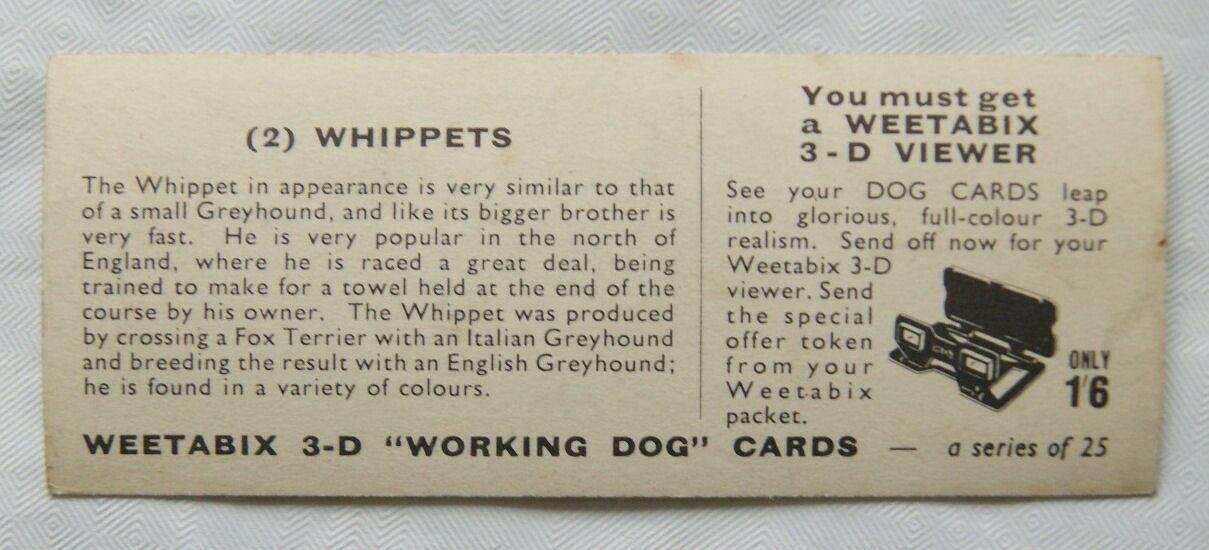 (2) WHIPPETS
The Whippet in appearance is very similar to that
of a small Greyhound, and like its bigger brother is
very fast. He is very popular in the north of
England, where he is raced a great deal, being
trained to make for a towel held at the end of the
course by his owner. The Whippet was produced
by crossing a Fox Terrier with an Italian Greyhound
and breeding the result with an English Greyhound;
he is found in a variety of colours.
You must get
a WEETABIX
3-D VIEWER
See your DOG CARDS leap
into glorious, full-colour 3-D
realism. Send off now for your
Weetabix 3-D
viewer. Send
the special
offer token
from your
Weetabix
packet.
ONLY
1'6
WEETABIX 3-D "WORKING DOG" CARDS — a series of 25